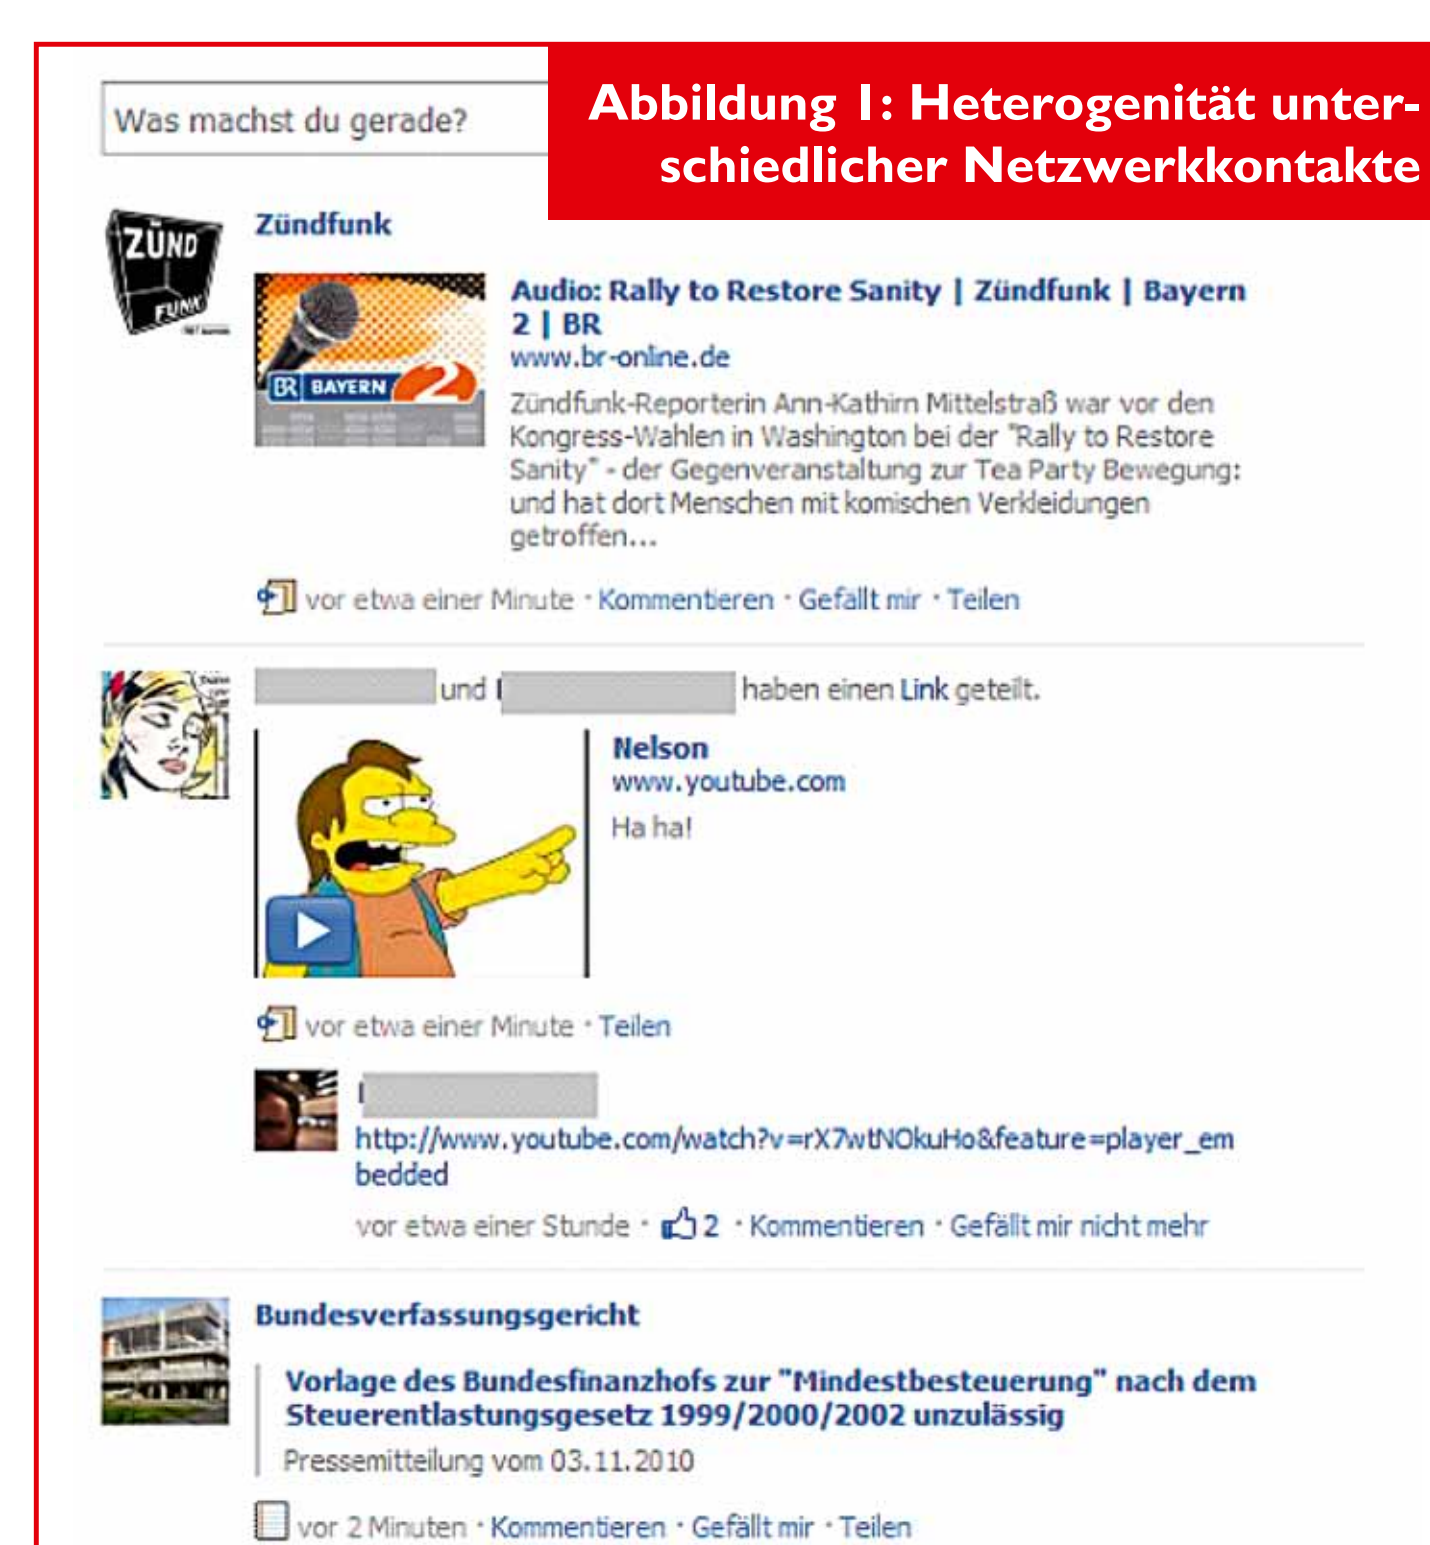 Abbildung 1: Heterogenität unter-
schiedlicher Netzwerkkontakte
Was machst du gerade?
ZÜND
FUNK
Zündfunk
BR BAYERN 2
Audio: Rally to Restore Sanity | Zündfunk | Bayern
2 | BR
www.br-online.de
Zündfunk-Reporterin Ann-Kathirn Mittelstraß war vor den
Kongress-Wahlen in Washington bei der "Rally to Restore
Sanity" - der Gegenveranstaltung zur Tea Party Bewegung:
und hat dort Menschen mit komischen Verkleidungen
getroffen...
vor etwa einer Minute · Kommentieren · Gefällt mir · Teilen
und haben einen Link geteilt.
Nelson
www.youtube.com
Ha ha!
vor etwa einer Minute · Teilen
http://www.youtube.com/watch?v=rX7wtNOkuHo&feature=player_em
bedded
vor etwa einer Stunde · 2 · Kommentieren · Gefällt mir nicht mehr
Bundesverfassungsgericht
Vorlage des Bundesfinanzhofs zur "Mindestbesteuerung" nach dem
Steuerentlastungsgesetz 1999/2000/2002 unzulässig
Pressemitteilung vom 03.11.2010
vor 2 Minuten · Kommentieren · Gefällt mir · Teilen